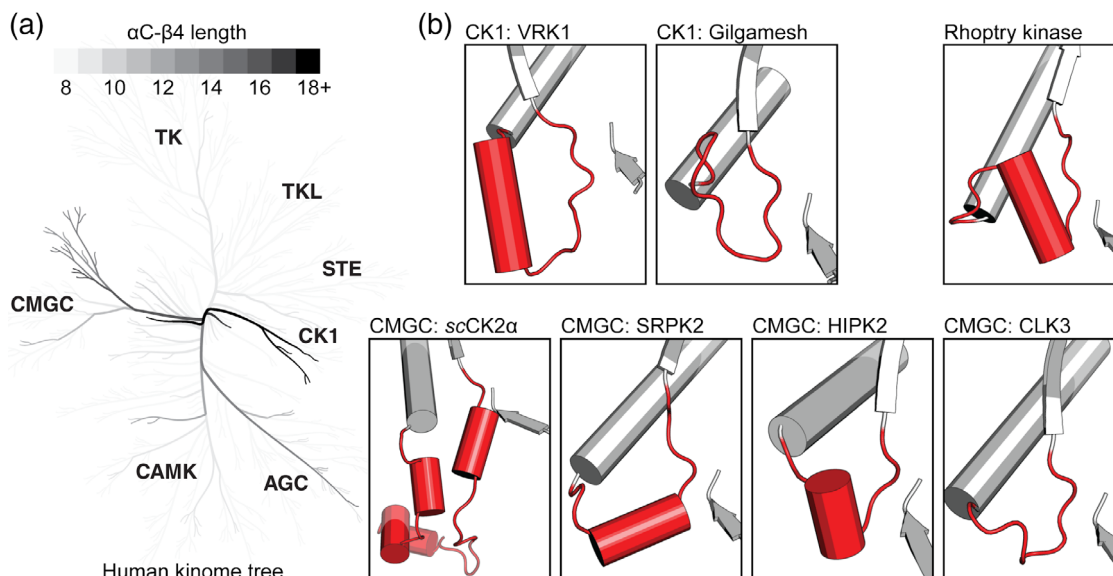 (a)
αC-β4 length
8 10 12 14 16 18+
TK
TKL
STE
CMGC
CK1
CAMK
AGC
Human kinome tree
(b)
CK1: VRK1
CK1: Gilgamesh
Rhoptry kinase
CMGC: scCK2α
CMGC: SRPK2
CMGC: HIPK2
CMGC: CLK3